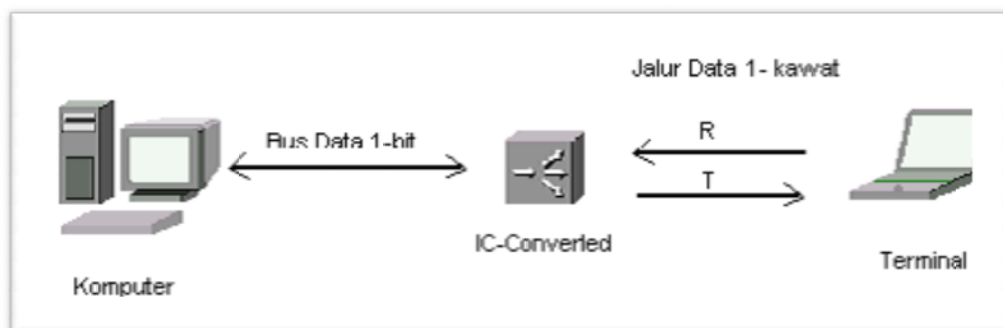 Jalur Data 1- kawat
Bus Data 1-bit
R
T
IC-Converted
Terminal
Komputer